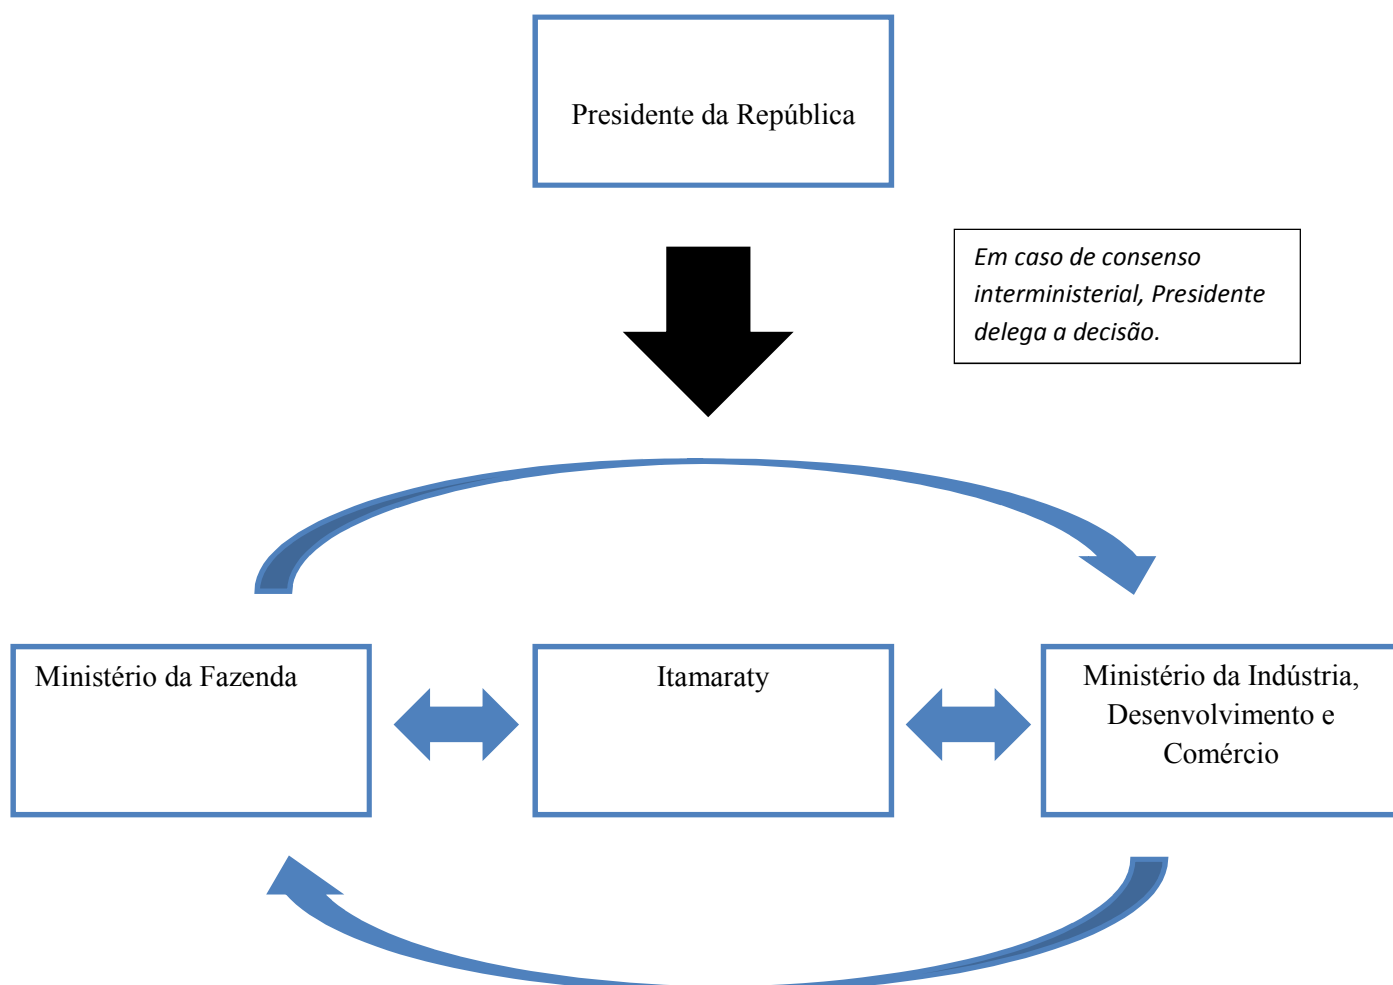 Presidente da República
Em caso de consenso
interministerial, Presidente
delega a decisão.
Ministério da Fazenda
Itamaraty
Ministério da Indústria,
Desenvolvimento e
Comércio